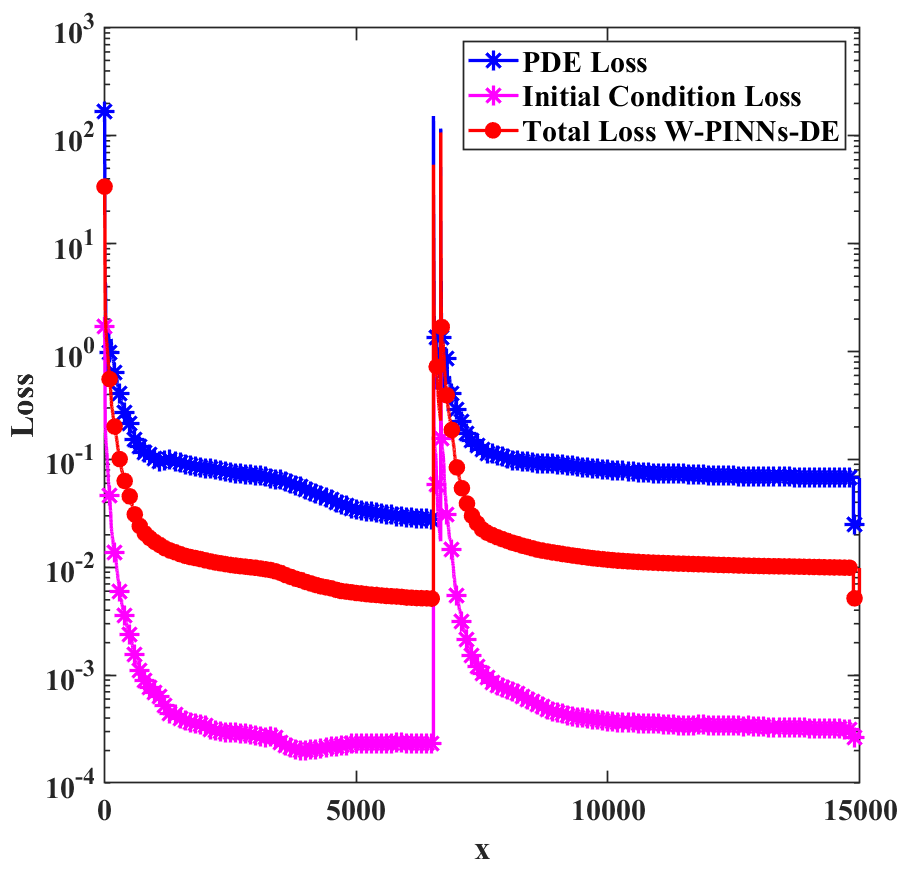 10^3
10^2
10^1
10^0
10^-1
10^-2
10^-3
10^-4
Loss
PDE Loss
Initial Condition Loss
Total Loss W-PINNs-DE
0
5000
10000
15000
x